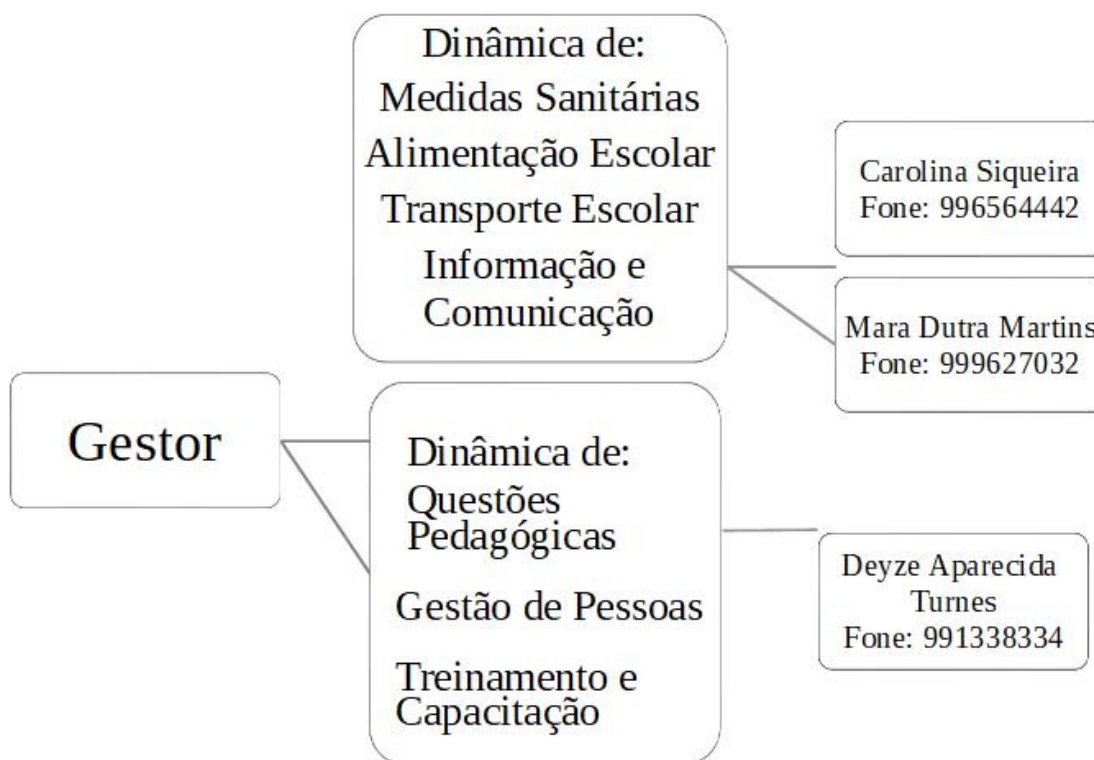 Dinâmica de:
Medidas Sanitárias
Alimentação Escolar
Transporte Escolar
Informação e
Comunicação
Carolina Siqueira
Fone: 996564442
Mara Dutra Martins
Fone: 999627032
Gestor
Dinâmica de:
Questões
Pedagógicas
Gestão de Pessoas
Treinamento e
Capacitação
Deyze Aparecida
Turnes
Fone: 991338334